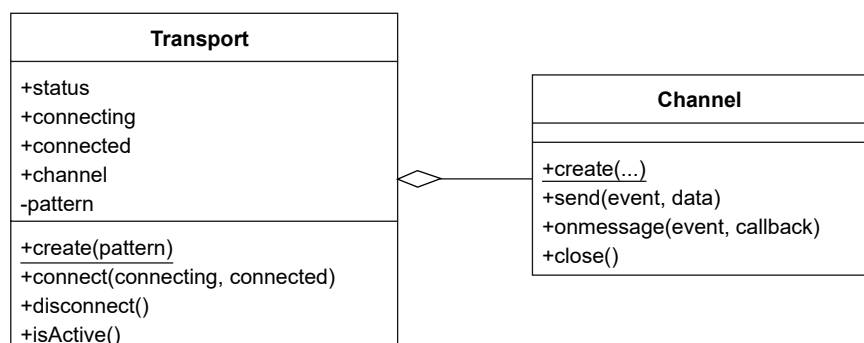 Transport
+status
+connecting
+connected
+channel
-pattern
+create(pattern)
+connect(connecting, connected)
+disconnect()
+isActive()
Channel
+create(...)
+send(event, data)
+onmessage(event, callback)
+close()